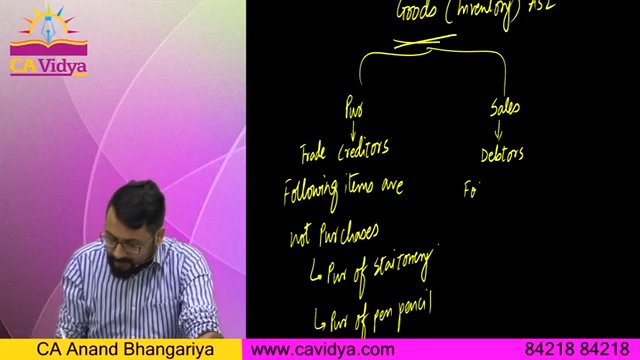 Goods (Inventory) AS2
CA Vidya
Pur
Sales
Trade Creditors
Debtors
Following items are
Fo
not Purchases
↳ Pur of Stationery
↳ Pur of pen pencil
CA Anand Bhangariya
www.cavidya.com
84218 84218